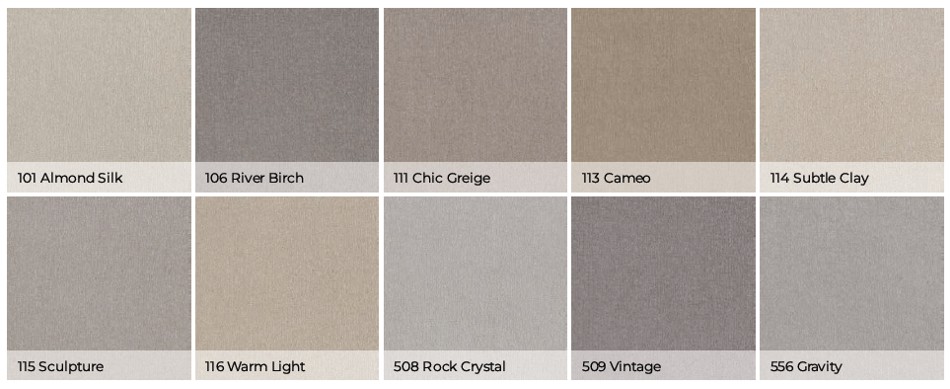 101 Almond Silk
106 River Birch
111 Chic Greige
113 Cameo
114 Subtle Clay
115 Sculpture
116 Warm Light
508 Rock Crystal
509 Vintage
556 Gravity